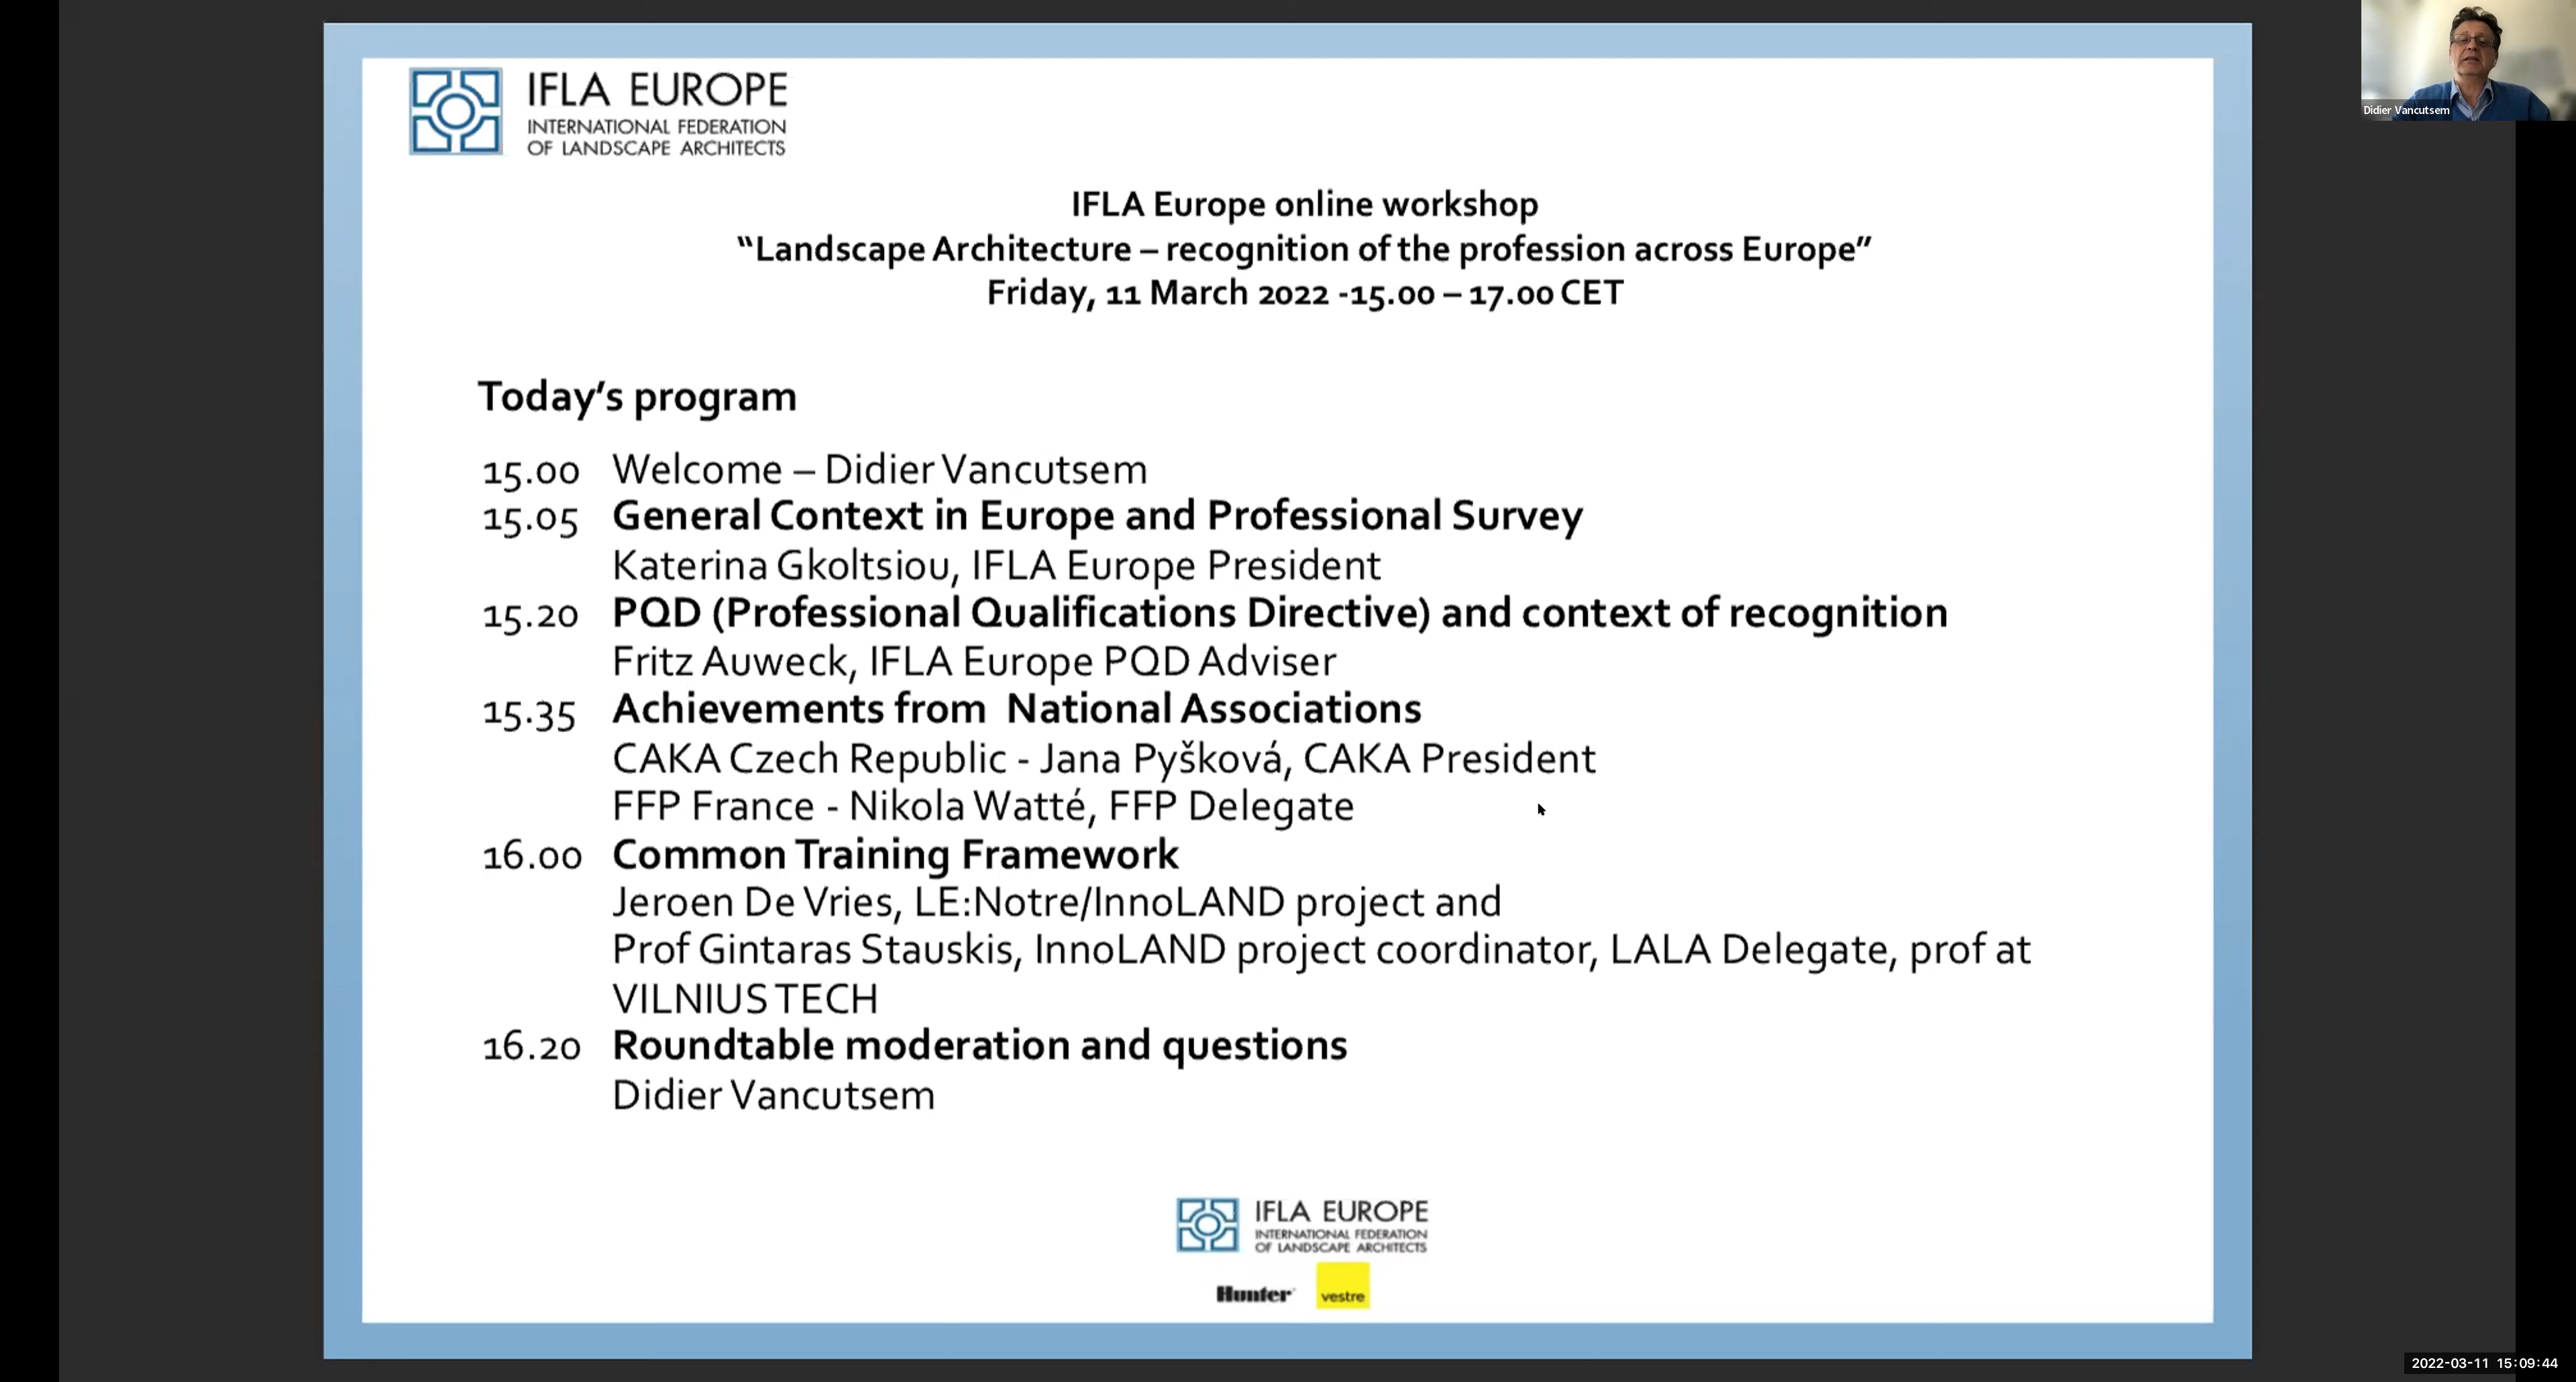 IFLA EUROPE
INTERNATIONAL FEDERATION
OF LANDSCAPE ARCHITECTS
Didier Vancutsem
IFLA Europe online workshop
“Landscape Architecture – recognition of the profession across Europe”
Friday, 11 March 2022 -15.00 – 17.00 CET
Today’s program
15.00 Welcome – Didier Vancutsem
15.05 General Context in Europe and Professional Survey
Katerina Gkoltsiou, IFLA Europe President
15.20 PQD (Professional Qualifications Directive) and context of recognition
Fritz Auweck, IFLA Europe PQD Adviser
15.35 Achievements from National Associations
CAKA Czech Republic - Jana Pyšková, CAKA President
FFP France - Nikola Watté, FFP Delegate
16.00 Common Training Framework
Jeroen De Vries, LE:Notre/InnoLAND project and
Prof Gintaras Stauskis, InnoLAND project coordinator, LALA Delegate, prof at
VILNIUS TECH
16.20 Roundtable moderation and questions
Didier Vancutsem
IFLA EUROPE
INTERNATIONAL FEDERATION
OF LANDSCAPE ARCHITECTS
Hunter vestre
2022-03-11 15:09:44